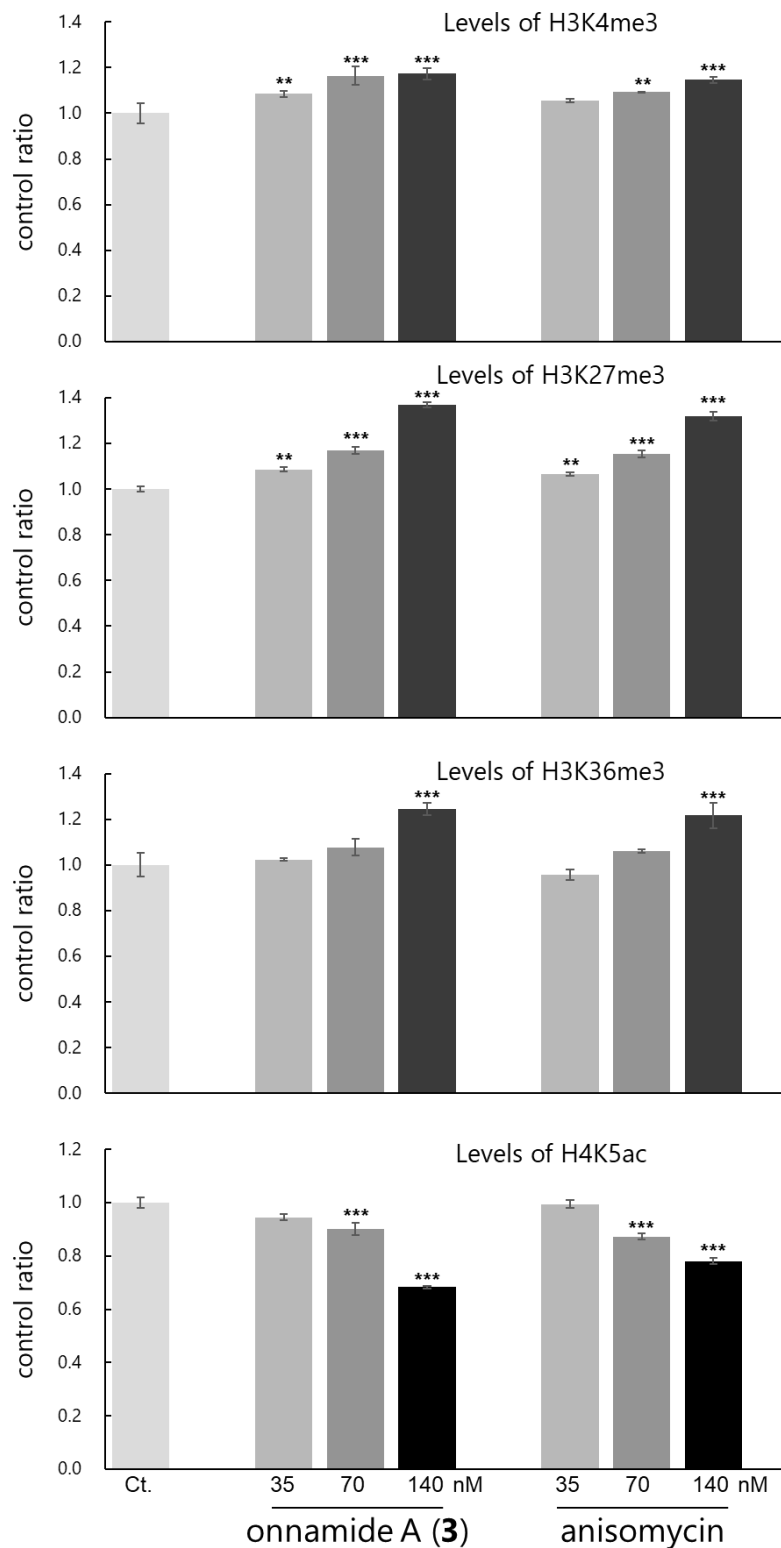 Levels of H3K4me3
control ratio
1.4
1.2
1.0
0.8
0.6
0.4
0.2
0.0
** *** *** ** ***
Levels of H3K27me3
control ratio
1.4
1.2
1.0
0.8
0.6
0.4
0.2
0.0
** *** *** ** *** ***
Levels of H3K36me3
control ratio
1.4
1.2
1.0
0.8
0.6
0.4
0.2
0.0
*** ***
Levels of H4K5ac
control ratio
1.2
1.0
0.8
0.6
0.4
0.2
0.0
*** *** *** ***
Ct. 35 70 140 nM 35 70 140 nM
onnamide A (3) anisomycin